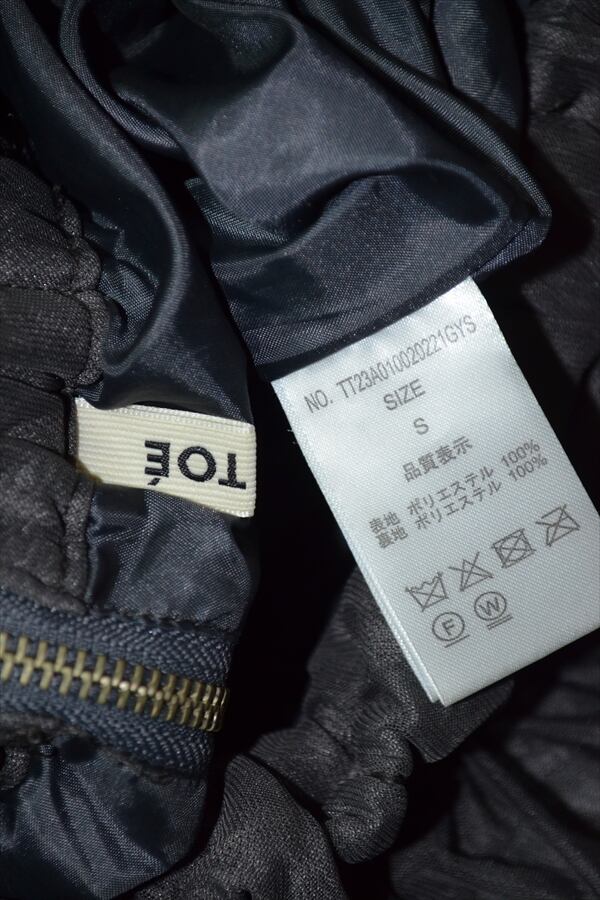 TOÉ
NO. TT23A010020221GYS
SIZE
S
品質表示
表地 ポリエステル 100%
裏地 ポリエステル 100%
F W